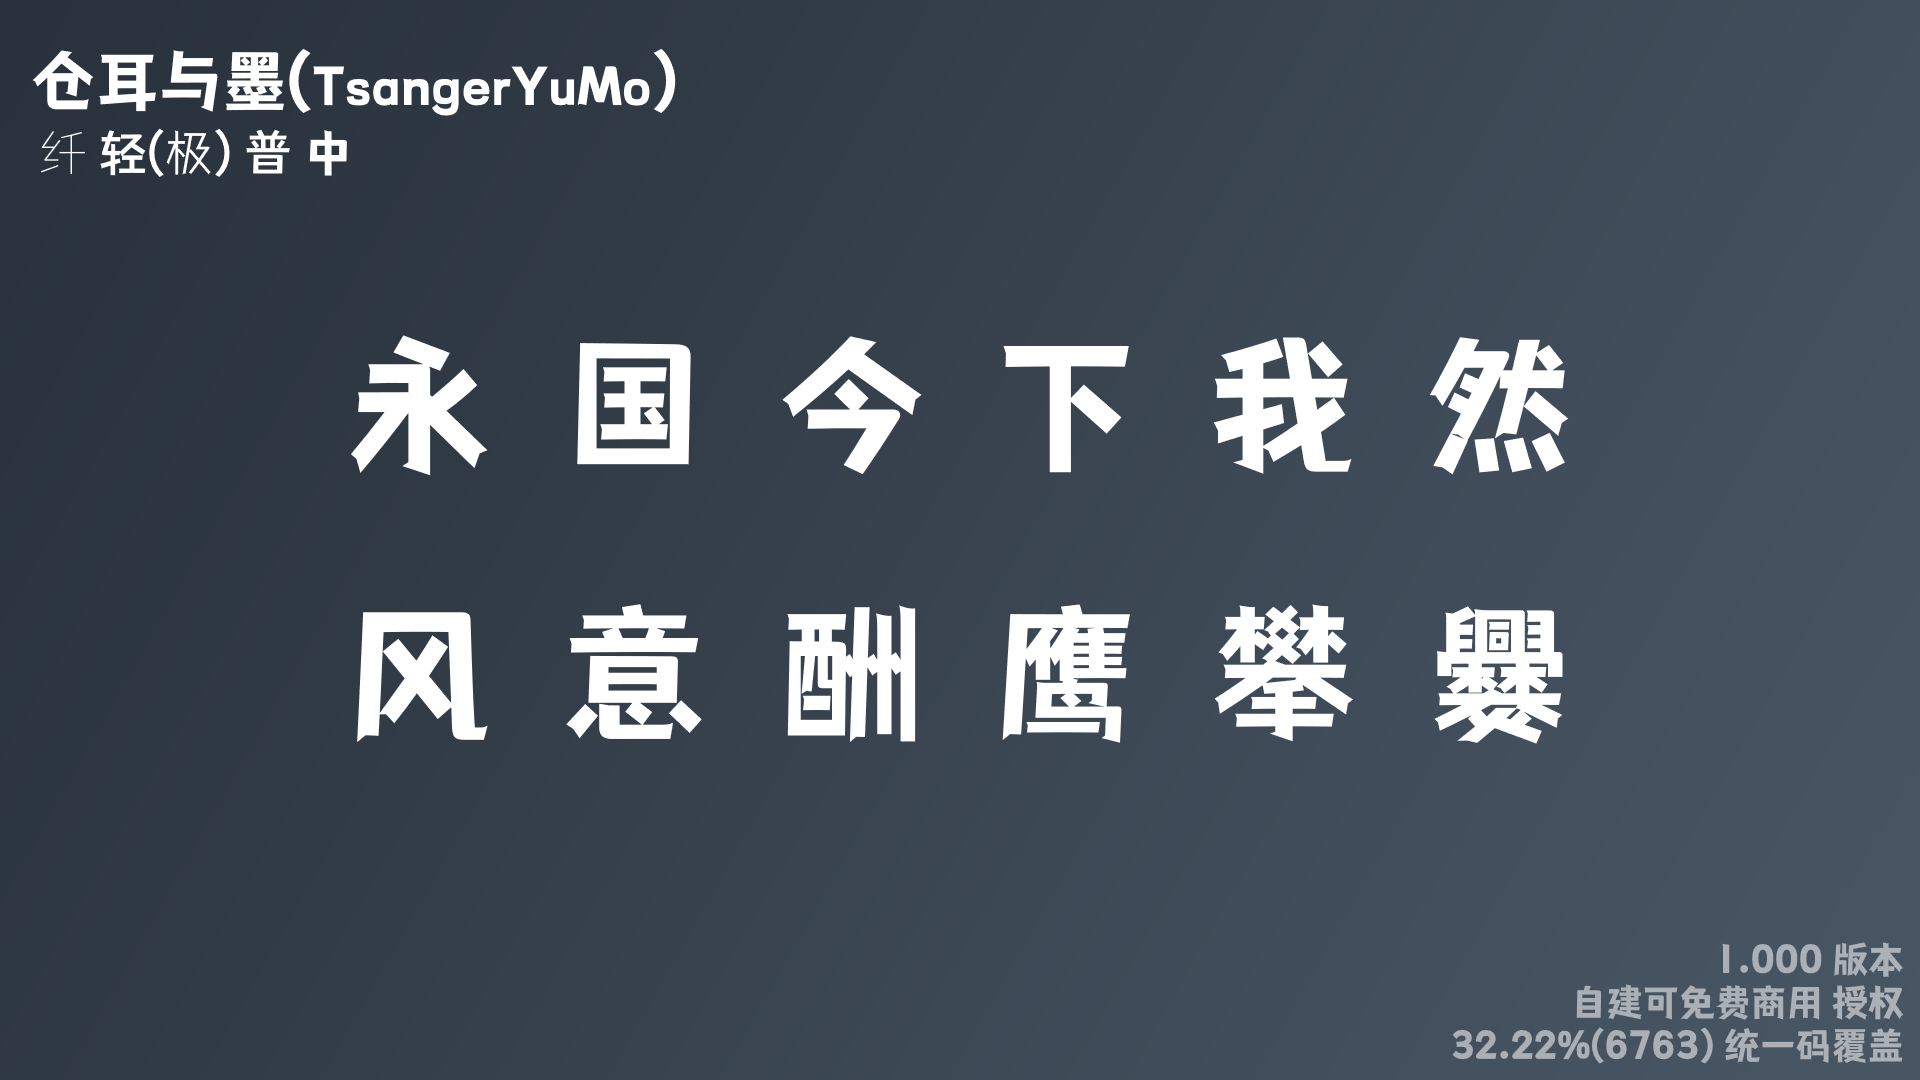 仓耳与墨(TsangerYuMo)
纤 轻(极) 普 中
永 国 今 下 我 然
风 意 酬 鹰 攀 爨
1.000 版本
自建可免费商用 授权
32.22%(6763) 统一码覆盖